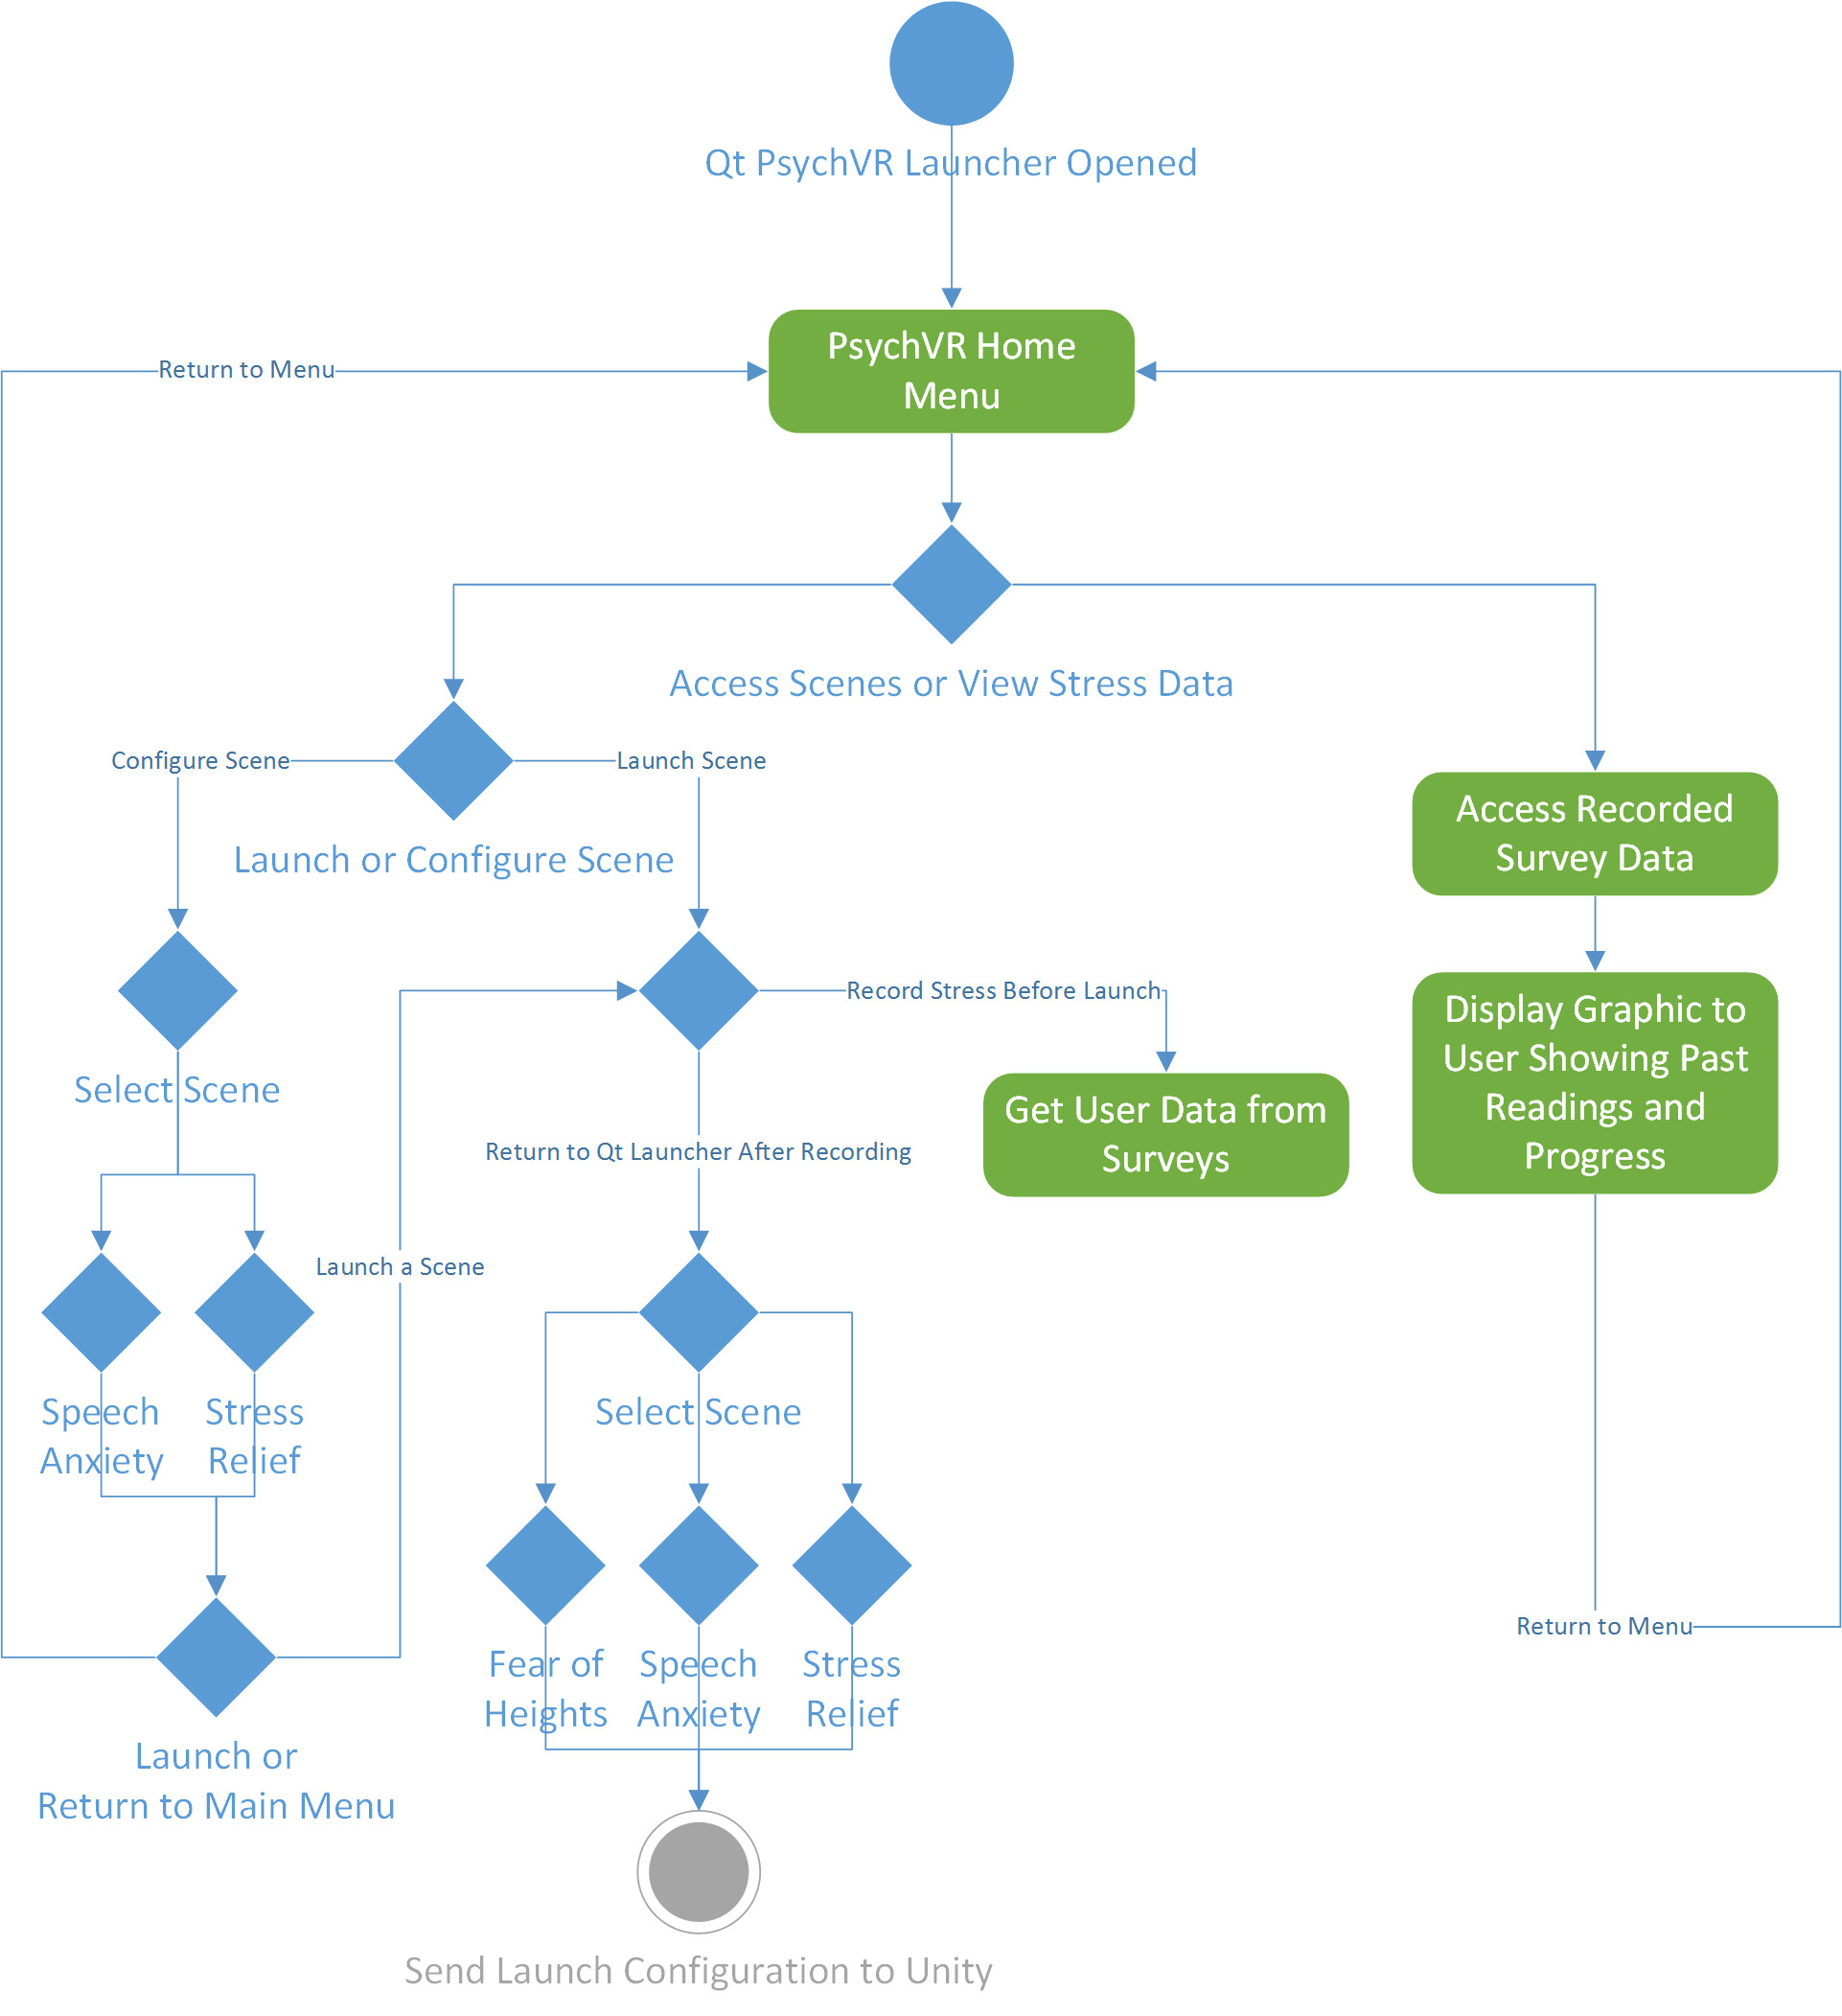 Qt PsychVR Launcher Opened
PsychVR Home
Menu
Return to Menu
Access Scenes or View Stress Data
Configure Scene
Launch Scene
Launch or Configure Scene
Access Recorded
Survey Data
Record Stress Before Launch
Display Graphic to
User Showing Past
Readings and
Progress
Select Scene
Get User Data from
Surveys
Return to Qt Launcher After Recording
Launch a Scene
Speech
Anxiety
Stress
Relief
Select Scene
Return to Menu
Fear of
Heights
Speech
Anxiety
Stress
Relief
Launch or
Return to Main Menu
Send Launch Configuration to Unity